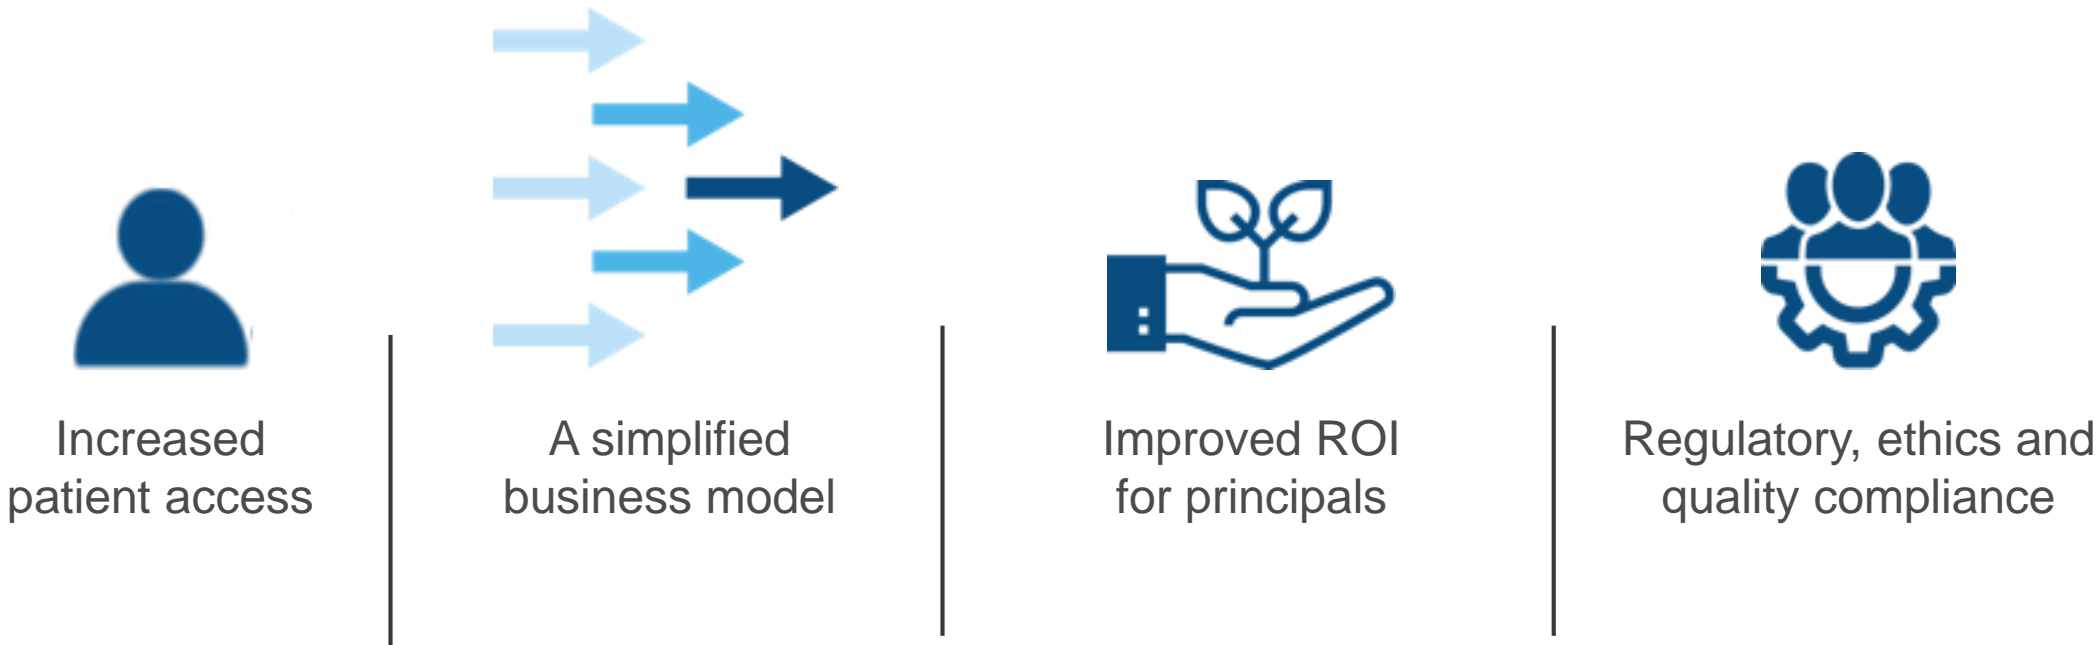 Increased
patient access
A simplified
business model
Improved ROI
for principals
Regulatory, ethics and
quality compliance